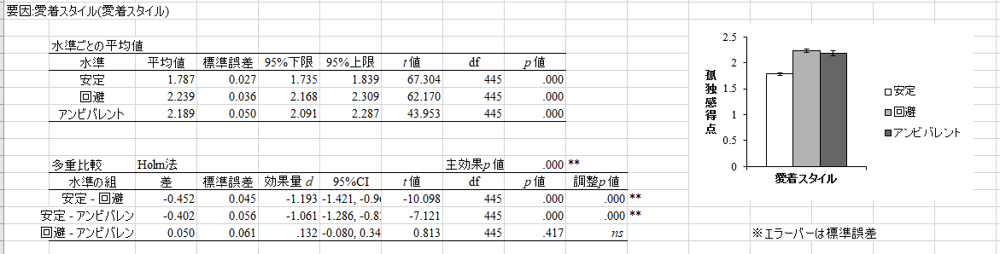 要因:愛着スタイル(愛着スタイル)
水準ごとの平均値
水準 平均値 標準誤差 95%下限 95%上限 t 値 df p 値
安定 1.787 0.027 1.735 1.839 67.304 445 .000
回避 2.239 0.036 2.168 2.309 62.170 445 .000
アンビバレント 2.189 0.050 2.091 2.287 43.953 445 .000
多重比較 Holm法 主効果p 値 .000 **
水準の組 差 標準誤差 効果量 d 95%CI t 値 df p 値 調整p 値
安定 - 回避 -0.452 0.045 -1.193 -1.421, -0.96 -10.098 445 .000 .000 **
安定 - アンビバレン -0.402 0.056 -1.061 -1.286, -0.83 -7.121 445 .000 .000 **
回避 - アンビバレン 0.050 0.061 .132 -0.080, 0.34 0.813 445 .417 ns
孤独感得点
2.5
2
1.5
1
0.5
0
愛着スタイル
安定
回避
アンビバレント
※エラーバーは標準誤差